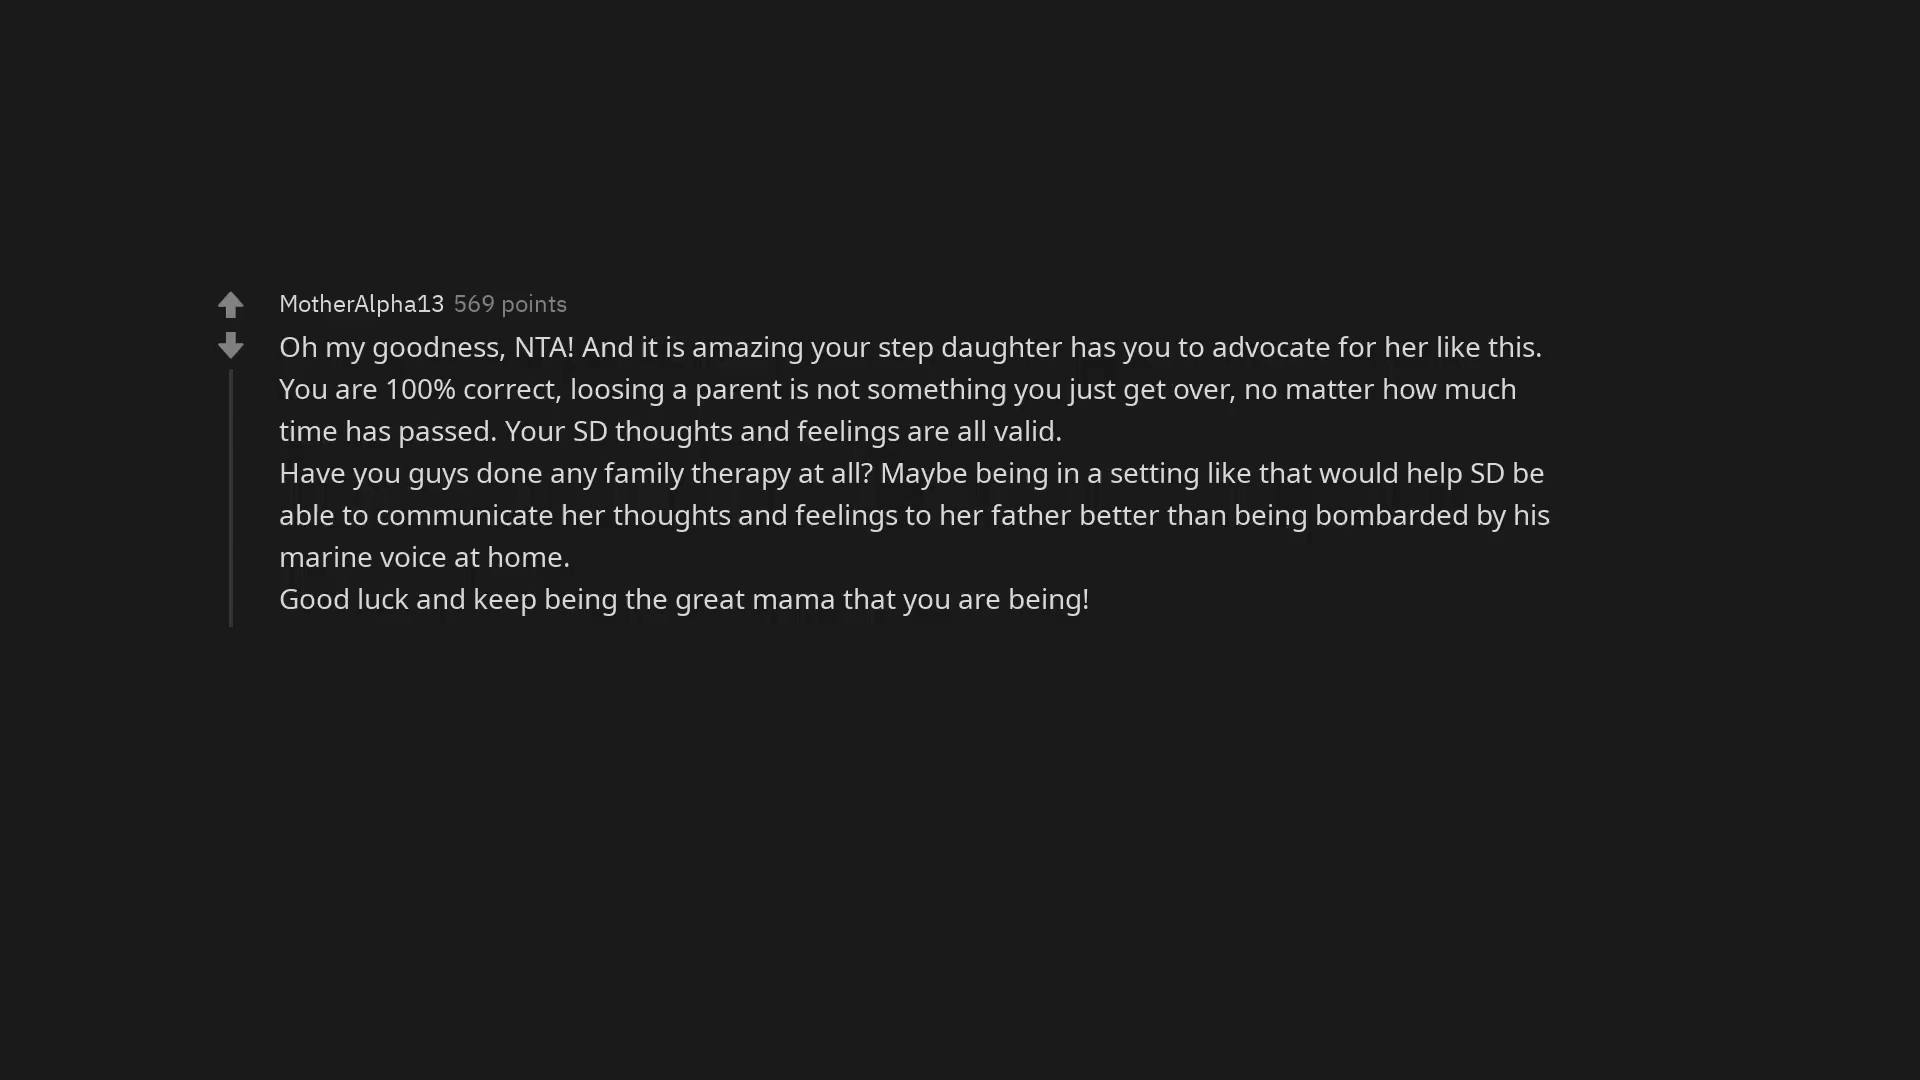 MotherAlpha13 569 points
Oh my goodness, NTA! And it is amazing your step daughter has you to advocate for her like this.
You are 100% correct, loosing a parent is not something you just get over, no matter how much
time has passed. Your SD thoughts and feelings are all valid.
Have you guys done any family therapy at all? Maybe being in a setting like that would help SD be
able to communicate her thoughts and feelings to her father better than being bombarded by his
marine voice at home.
Good luck and keep being the great mama that you are being!